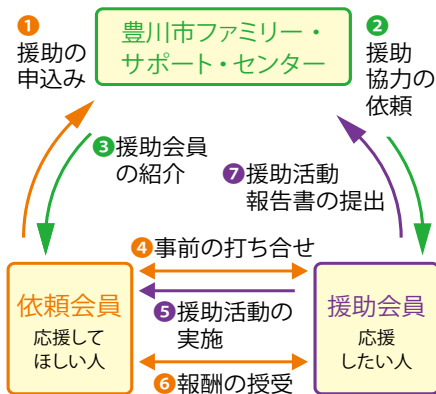 豊川市ファミリー・
サポート・センター
❶
援助の
申込み
❷
援助
協力の
依頼
❸援助会員
の紹介
❼援助活動
報告書の提出
❹事前の打ち合せ
依頼会員
応援して
ほしい人
❺援助活動の
実施
援助会員
応援
したい人
❻報酬の授受